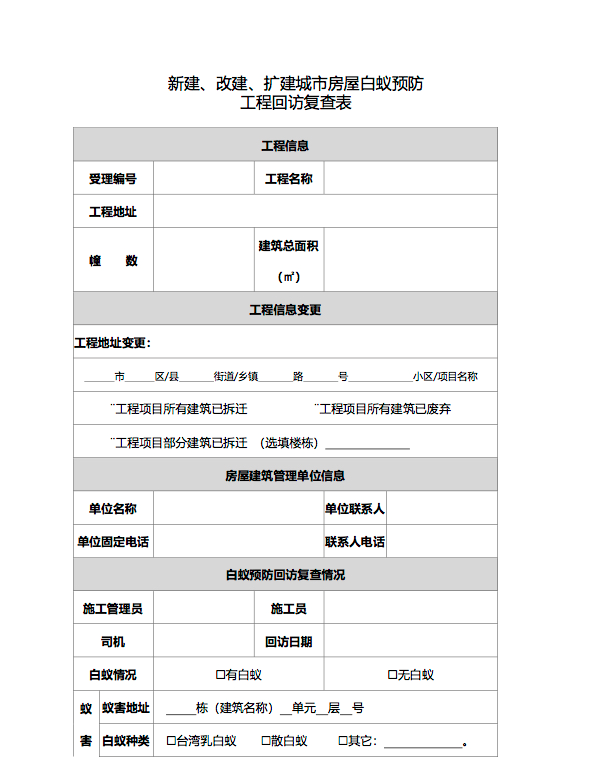 新建、改建、扩建城市房屋白蚁预防
工程回访复查表
工程信息
受理编号 工程名称
工程地址
幢 数 建筑总面积
(㎡)
工程信息变更
工程地址变更：
______市______区/县_______街道/乡镇_______路_______号_____________小区/项目名称
¨工程项目所有建筑已拆迁 ¨工程项目所有建筑已废弃
¨工程项目部分建筑已拆迁 （选填楼栋）______________
房屋建筑管理单位信息
单位名称 单位联系人
单位固定电话 联系人电话
白蚁预防回访复查情况
施工管理员 施工员
司机 回访日期
白蚁情况 □有白蚁 □无白蚁
蚁 蚁害地址 _____栋（建筑名称）__单元__层__号
害 白蚁种类 □台湾乳白蚁 □散白蚁 □其它：_____________。